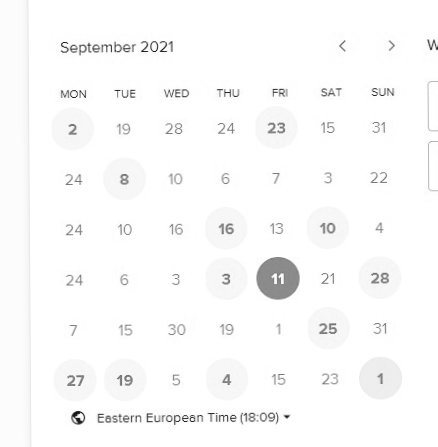 September 2021
W
MON TUE WED THU FRI SAT SUN
2 19 28 24 23 15 31
24 8 10 6 7 3 22
24 10 16 16 13 10 4
24 6 3 3 11 21 28
7 15 30 19 1 25 31
27 19 5 4 15 23 1
Eastern European Time (18:09)